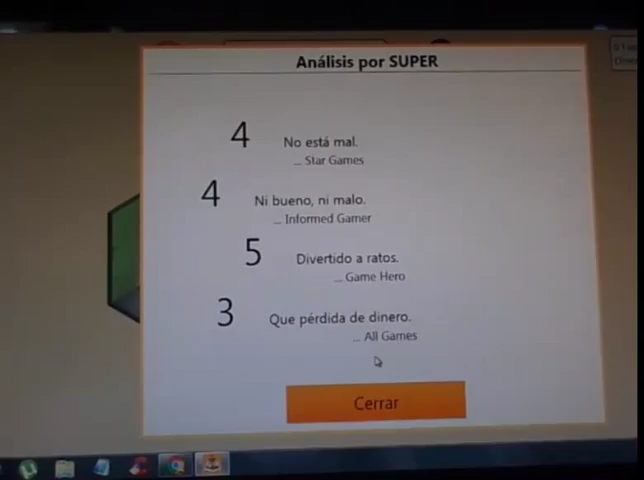 Análisis por SUPER
4 No está mal.
... Star Games
4 Ni bueno, ni malo.
... Informed Gamer
5 Divertido a ratos.
... Game Hero
3 Que pérdida de dinero.
... All Games
Cerrar